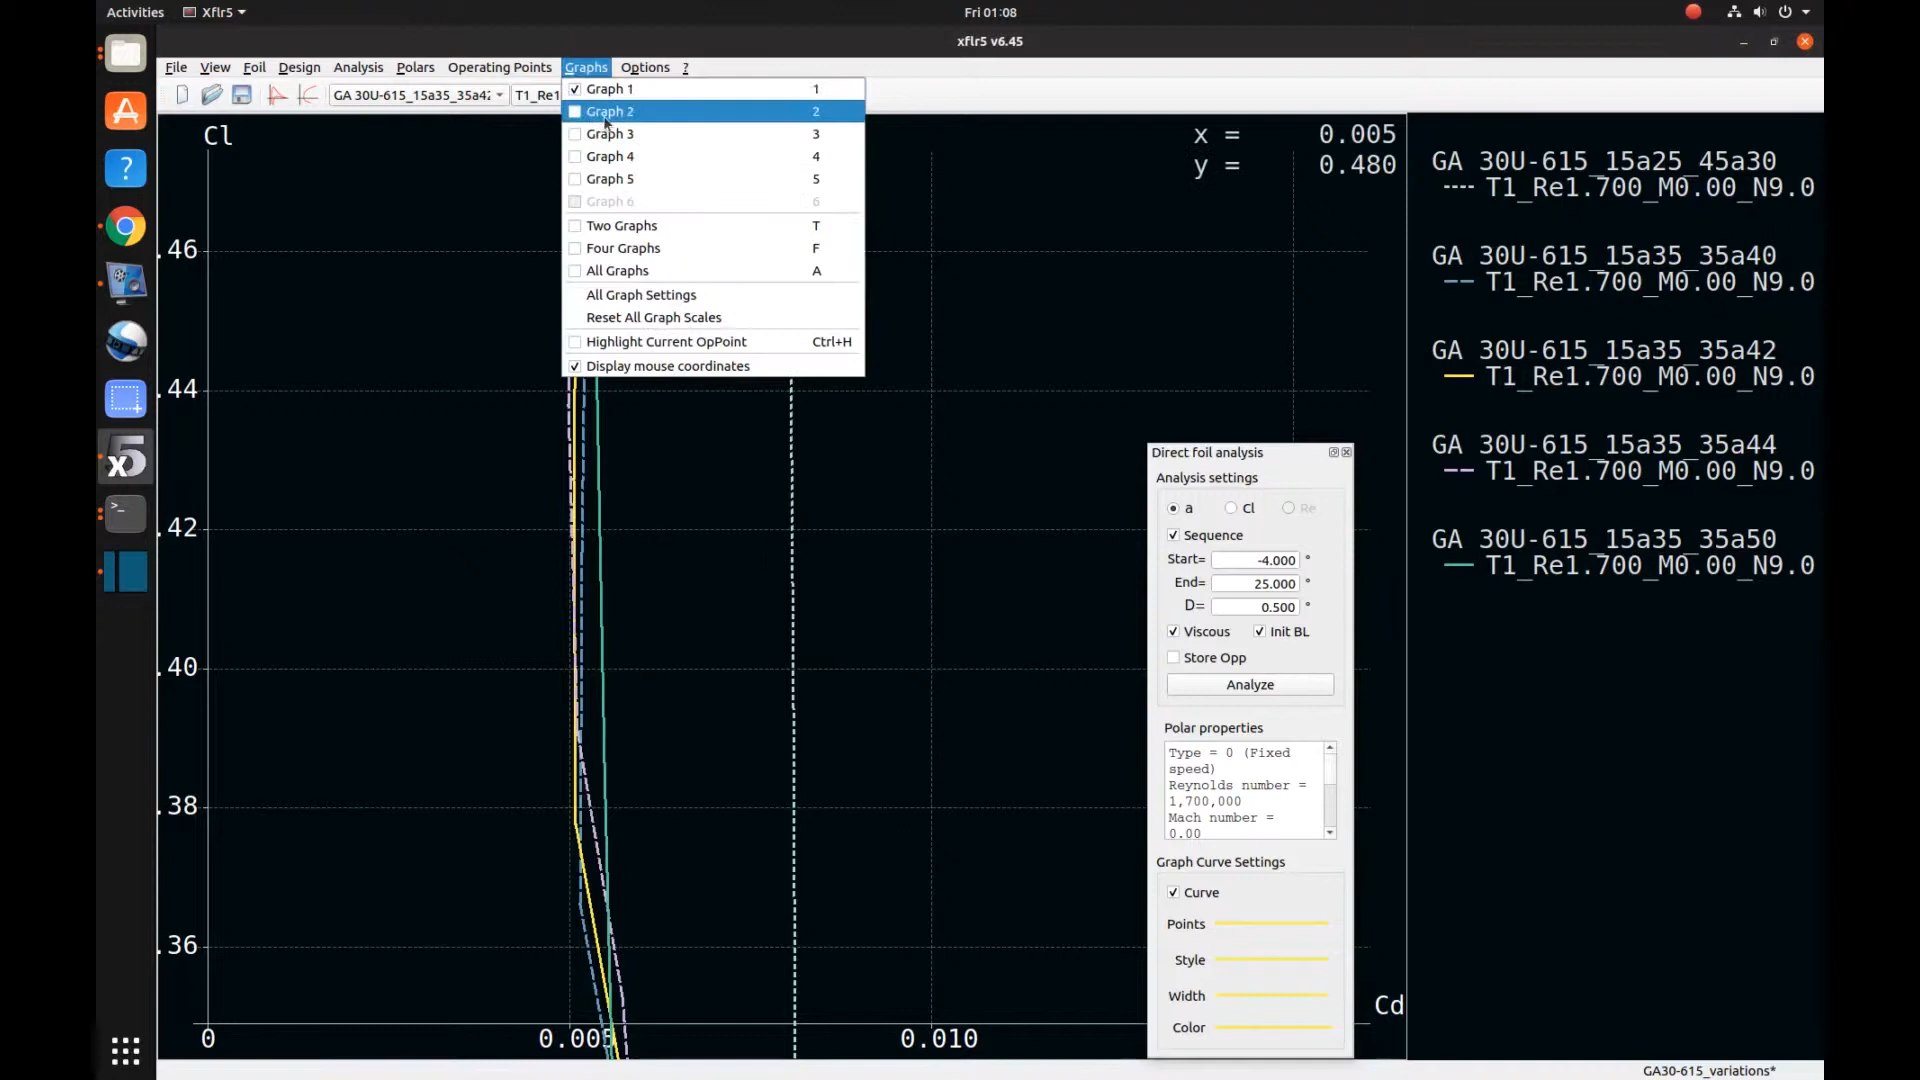 Activities
Xflr5
Fri 01:08
xflr5 v6.45
File View Foil Design Analysis Polars Operating Points Graphs Options ?
GA 30U-615_15a35_35a42
T1_Re1
Graph 1 1
Graph 2 2
Graph 3 3
Graph 4 4
Graph 5 5
Graph 6 6
Two Graphs T
Four Graphs F
All Graphs A
All Graph Settings
Reset All Graph Scales
Highlight Current OpPoint Ctrl+H
Display mouse coordinates
Cl
x = 0.005
y = 0.480
.46
.44
.42
.40
.38
.36
0
0.005
0.010
Cd
GA 30U-615_15a25_45a30
T1_Re1.700_M0.00_N9.0
GA 30U-615_15a35_35a40
T1_Re1.700_M0.00_N9.0
GA 30U-615_15a35_35a42
T1_Re1.700_M0.00_N9.0
GA 30U-615_15a35_35a44
T1_Re1.700_M0.00_N9.0
GA 30U-615_15a35_35a50
T1_Re1.700_M0.00_N9.0
Direct foil analysis
Analysis settings
a Cl Re
Sequence
Start= -4.000 °
End= 25.000 °
D= 0.500 °
Viscous Init BL
Store Opp
Analyze
Polar properties
Type = 0 (Fixed
speed)
Reynolds number =
1,700,000
Mach number =
0.00
Graph Curve Settings
Curve
Points
Style
Width
Color
GA30-615_variations*